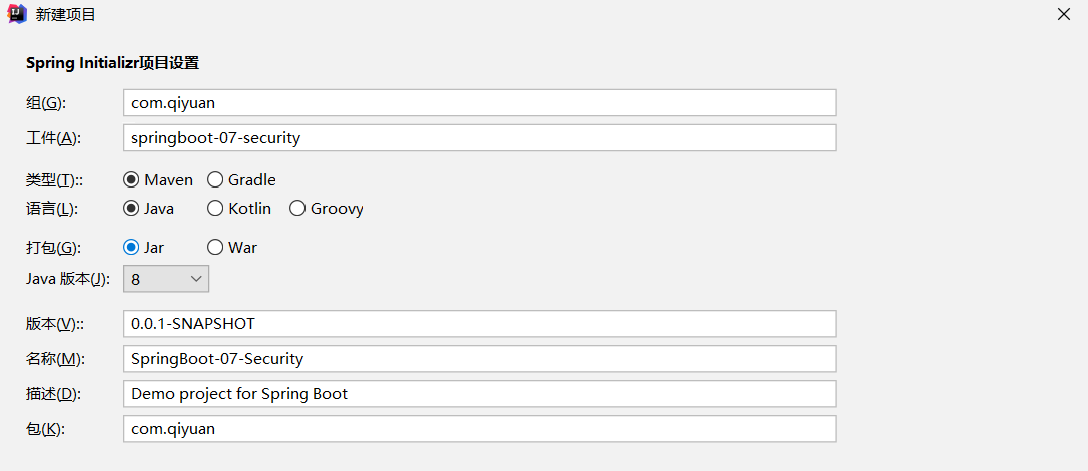 新建项目
Spring Initializr项目设置
组(G): com.qiyuan
工件(A): springboot-07-security
类型(T):: Maven Gradle
语言(L): Java Kotlin Groovy
打包(G): Jar War
Java 版本(J): 8
版本(V):: 0.0.1-SNAPSHOT
名称(M): SpringBoot-07-Security
描述(D): Demo project for Spring Boot
包(K): com.qiyuan